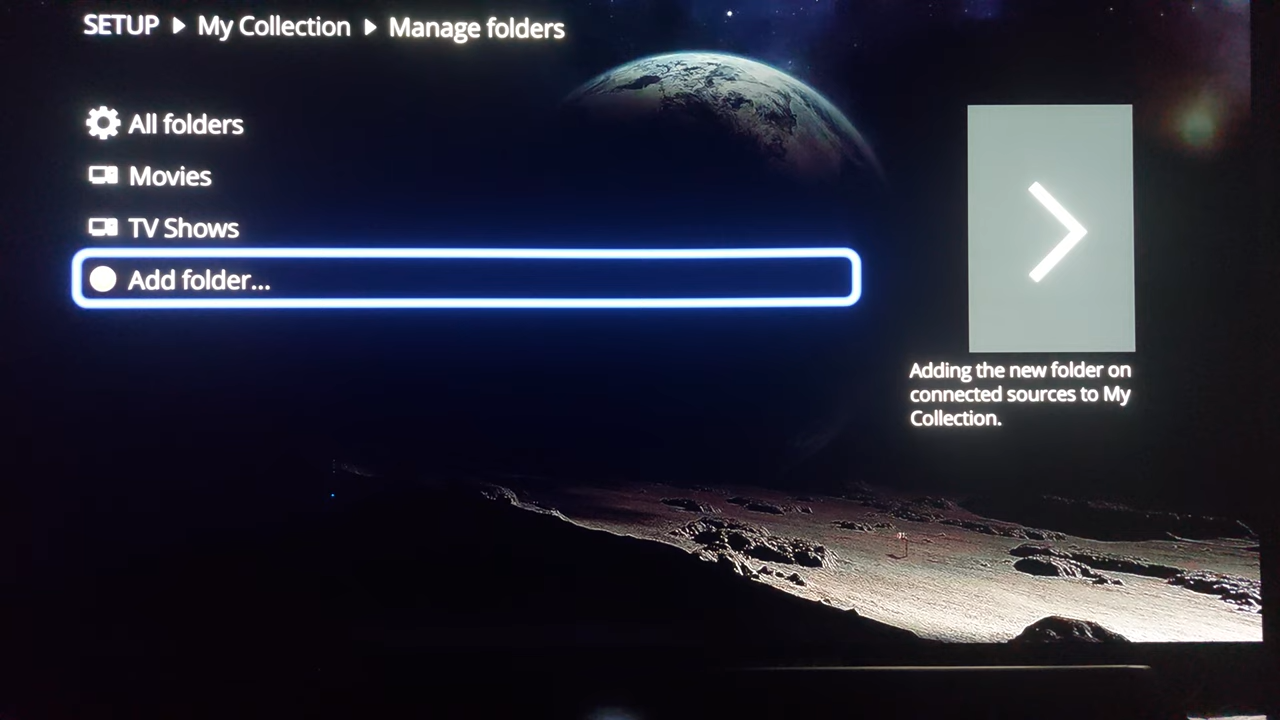 SETUP ▶ My Collection ▶ Manage folders
All folders
Movies
TV Shows
Add folder...
Adding the new folder on
connected sources to My
Collection.